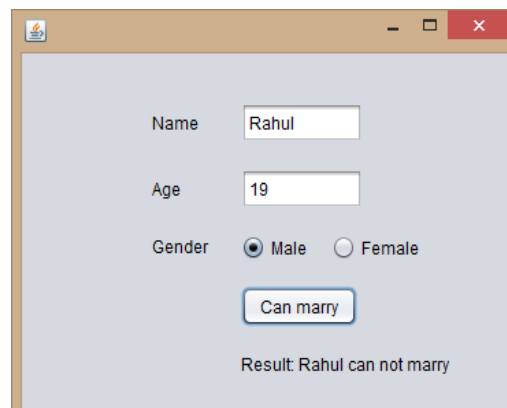 Name Rahul
Age 19
Gender Male Female
Can marry
Result: Rahul can not marry